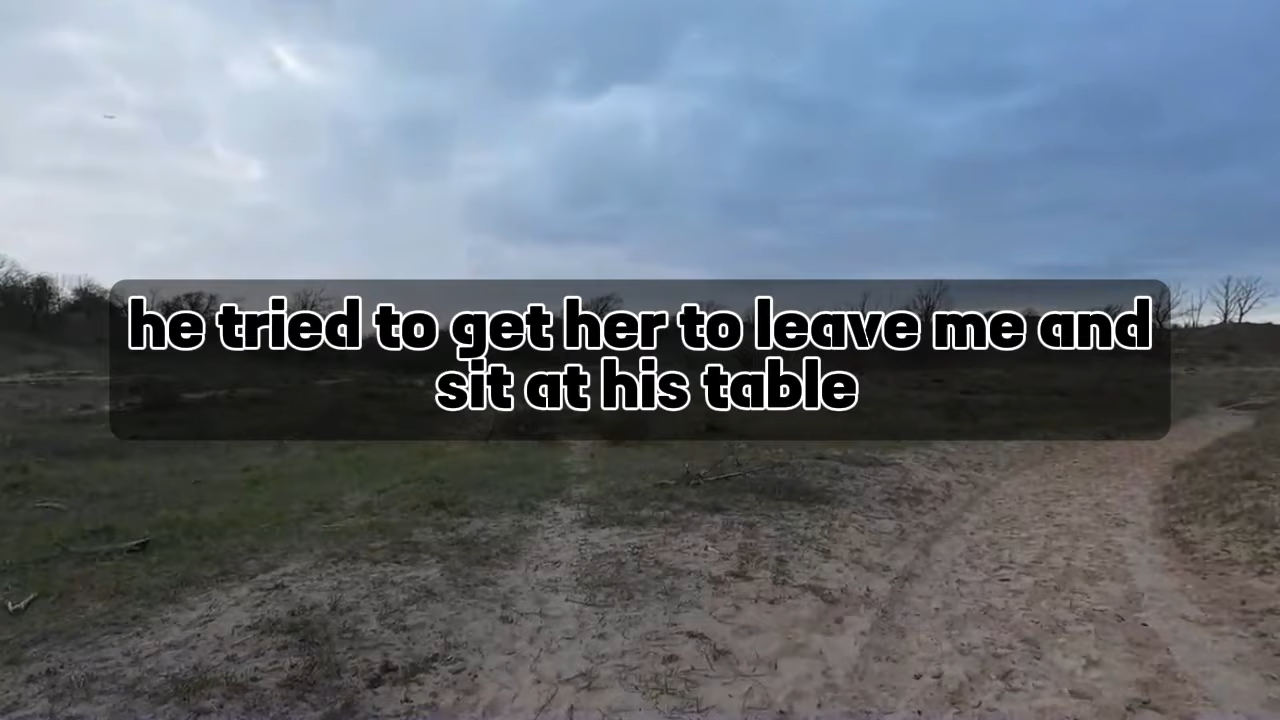 he tried to get her to leave me and
sit at his table